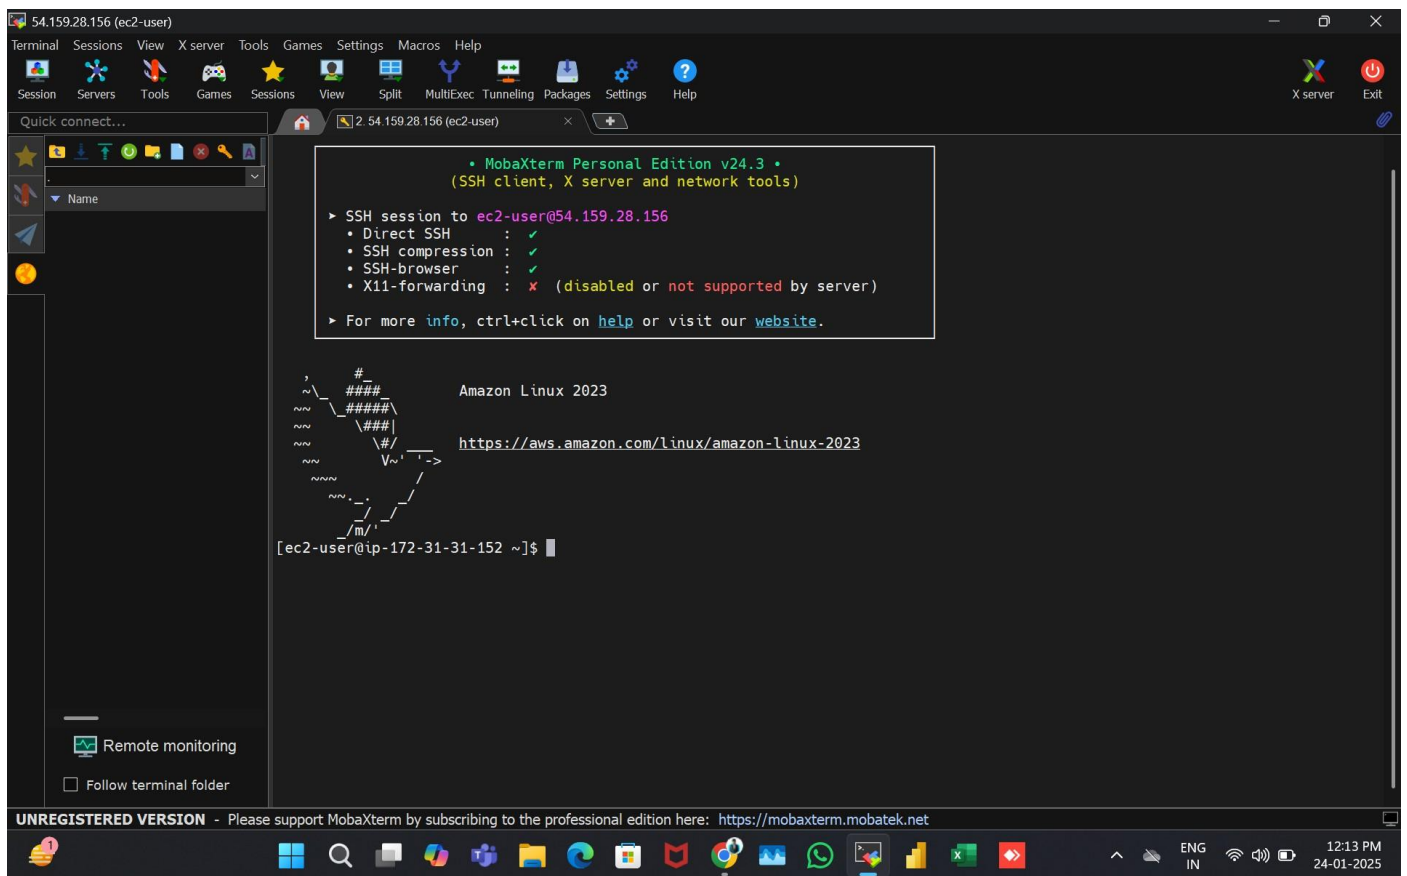 54.159.28.156 (ec2-user)
Terminal Sessions View X server Tools Games Settings Macros Help
Session Servers Tools Games Sessions View Split MultiExec Tunneling Packages Settings Help X server Exit
Quick connect... 2. 54.159.28.156 (ec2-user)
.
Name
• MobaXterm Personal Edition v24.3 •
(SSH client, X server and network tools)
➤ SSH session to ec2-user@54.159.28.156
• Direct SSH : ✔
• SSH compression : ✔
• SSH-browser : ✔
• X11-forwarding : ✘ (disabled or not supported by server)
➤ For more info, ctrl+click on help or visit our website.
, #_
~\_ ####_ Amazon Linux 2023
~~ \_#####\
~~ \###|
~~ \#/ ___ https://aws.amazon.com/linux/amazon-linux-2023
~~ V~' '->
~~~ /
~~._. _/
_/ _/
_/m/'
[ec2-user@ip-172-31-31-152 ~]$
Remote monitoring
Follow terminal folder
UNREGISTERED VERSION - Please support MobaXterm by subscribing to the professional edition here: https://mobaxterm.mobatek.net
1
ENG
IN
12:13 PM
24-01-2025